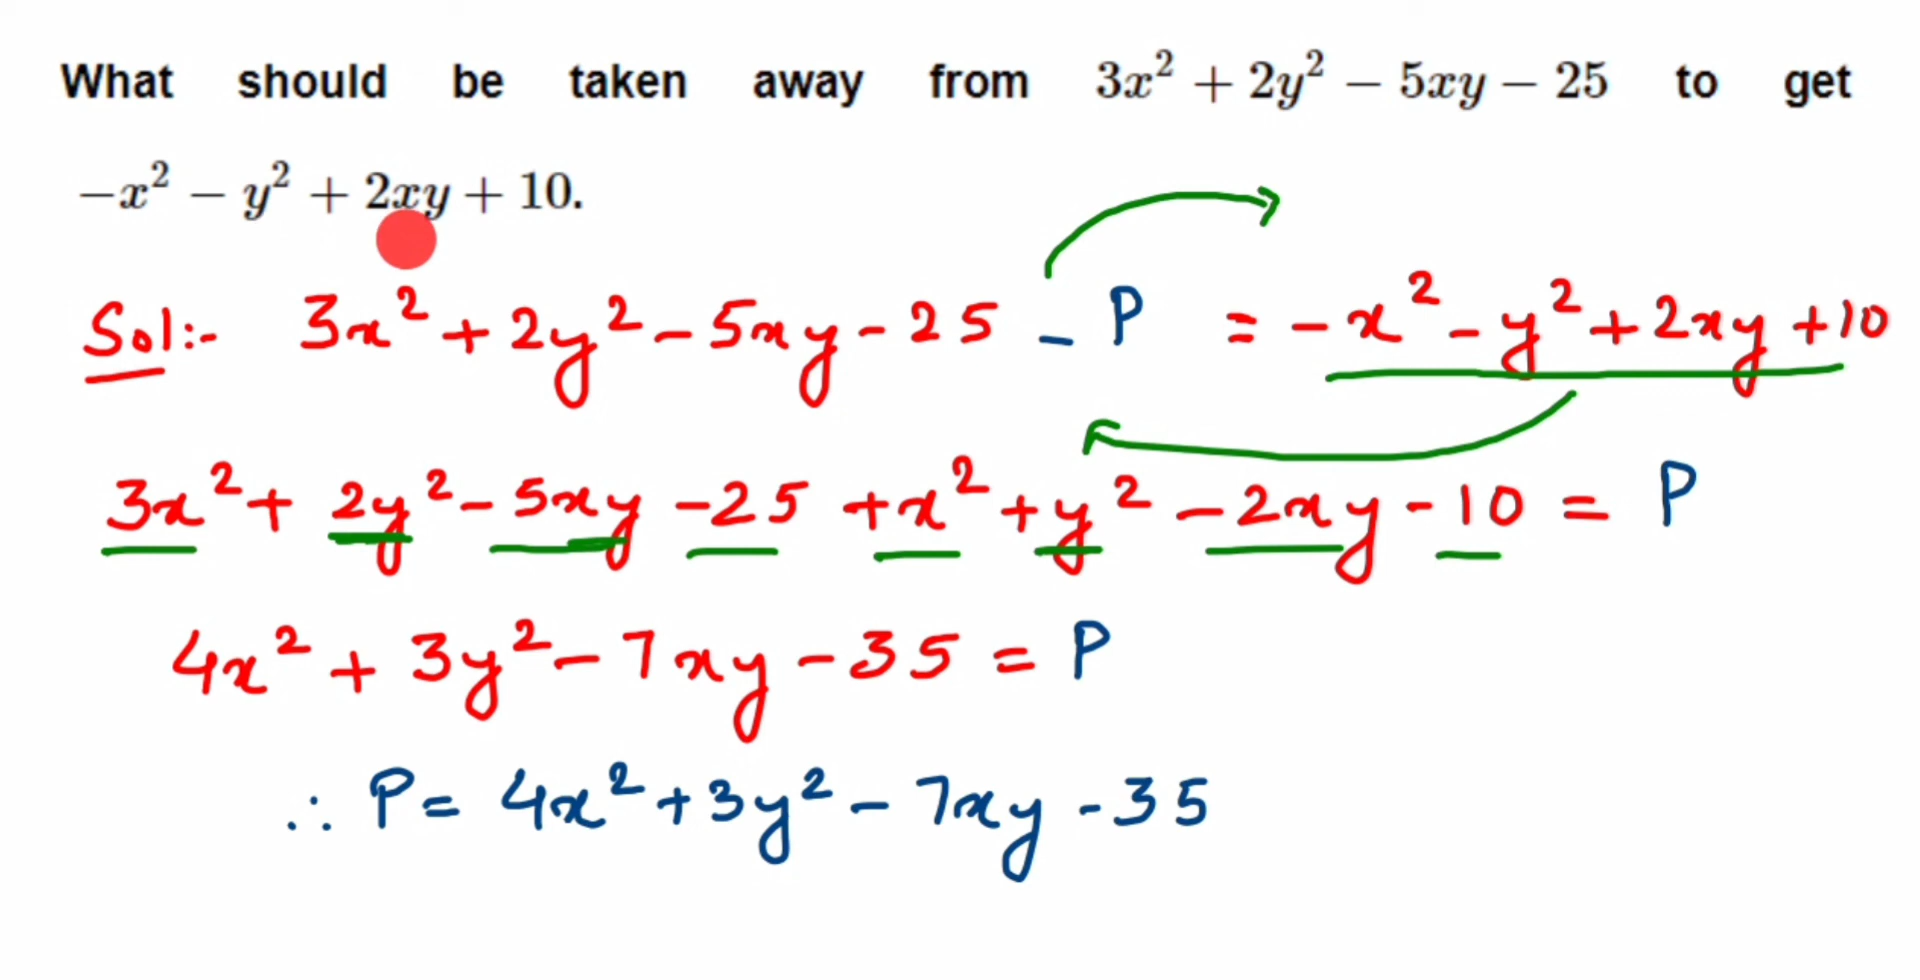 What should be taken away from 3x² + 2y² − 5xy − 25 to get
−x² − y² + 2xy + 10.
Sol:- 3x² + 2y² − 5xy − 25 − P = −x² − y² + 2xy + 10
3x² + 2y² − 5xy − 25 + x² + y² − 2xy − 10 = P
4x² + 3y² − 7xy − 35 = P
∴ P = 4x² + 3y² − 7xy − 35